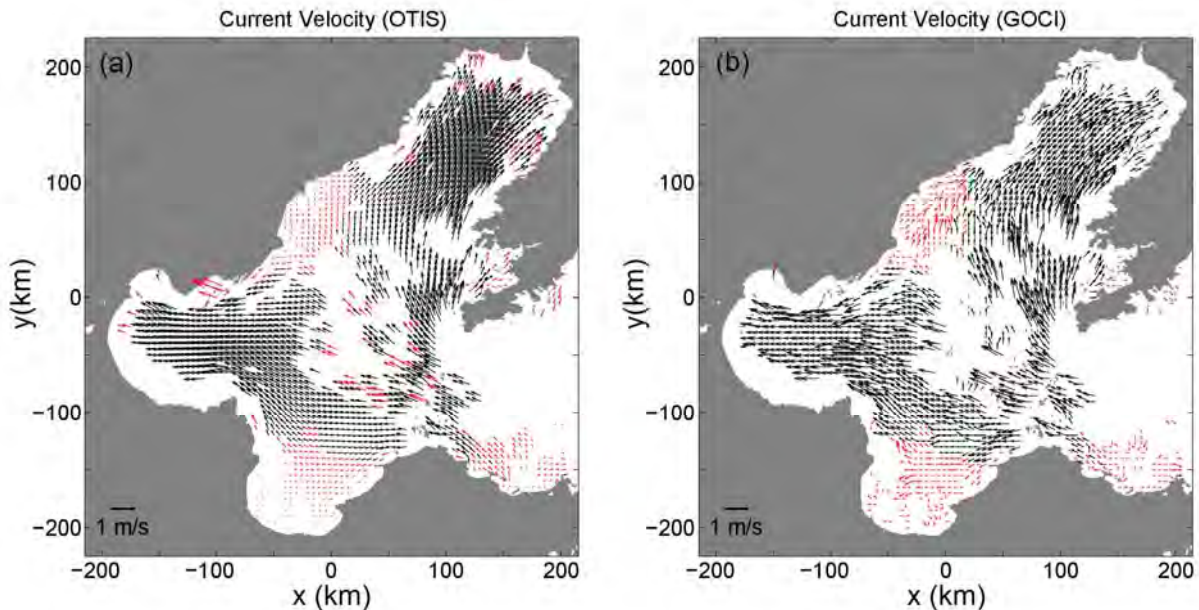 Current Velocity (OTIS)
(a)
200
100
0
−100
−200
y(km)
1 m/s
−200 −100 0 100 200
x (km)
Current Velocity (GOCI)
(b)
200
100
0
−100
−200
y(km)
1 m/s
−200 −100 0 100 200
x (km)